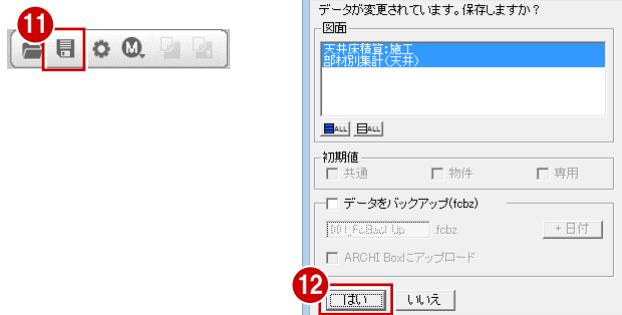 11
M
データが変更されています。保存しますか?
図面
天井床積算:施工
部材別集計(天井)
ALL ALL
初期値
共通 物件 専用
データをバックアップ(fcbz)
001_FcBackUp .fcbz +日付
ARCHI Boxにアップロード
12
はい いいえ